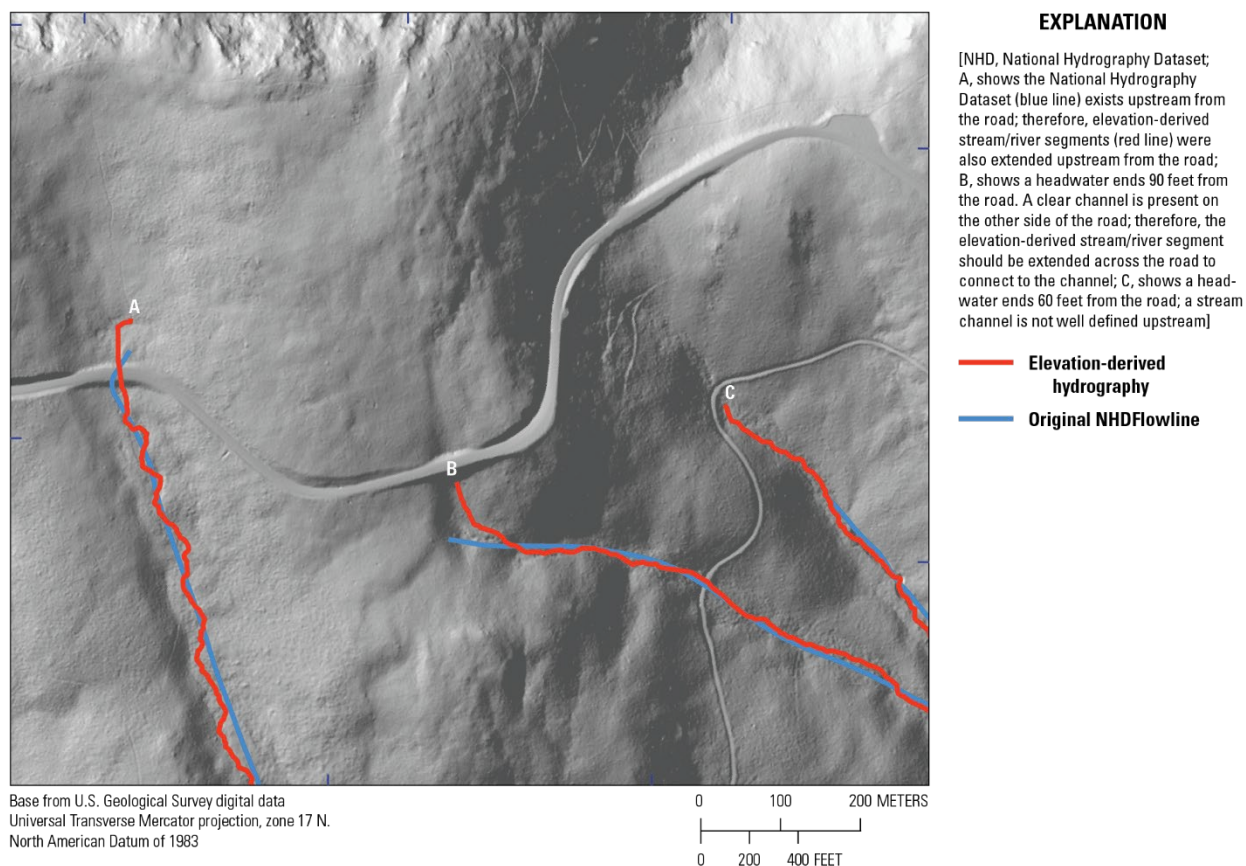 EXPLANATION
[NHD, National Hydrography Dataset;
A, shows the National Hydrography
Dataset (blue line) exists upstream from
the road; therefore, elevation-derived
stream/river segments (red line) were
also extended upstream from the road;
B, shows a headwater ends 90 feet from
the road. A clear channel is present on
the other side of the road; therefore, the
elevation-derived stream/river segment
should be extended across the road to
connect to the channel; C, shows a head-
water ends 60 feet from the road; a stream
channel is not well defined upstream]
Elevation-derived
hydrography
Original NHDFlowline
A
B
C
Base from U.S. Geological Survey digital data
Universal Transverse Mercator projection, zone 17 N.
North American Datum of 1983
0 100 200 METERS
0 200 400 FEET